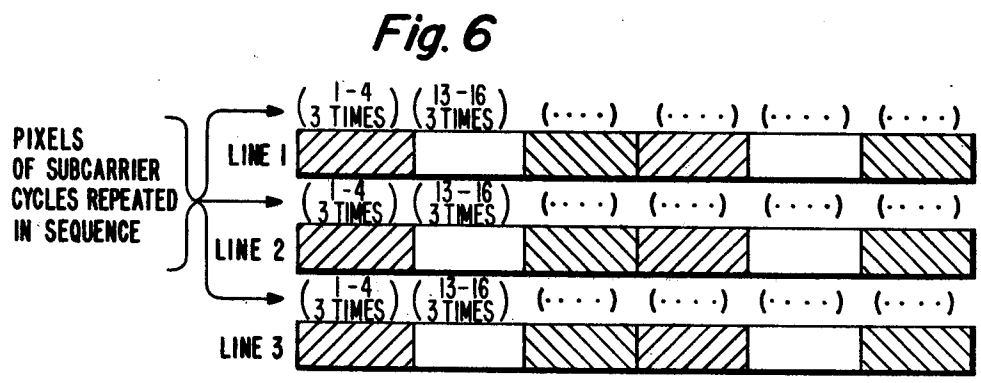 Fig. 6
PIXELS
OF SUBCARRIER
CYCLES REPEATED
IN SEQUENCE
(1-4 3 TIMES) (13-16 3 TIMES) (····) (····) (····) (····)
LINE 1
(1-4 3 TIMES) (13-16 3 TIMES) (····) (····) (····) (····)
LINE 2
(1-4 3 TIMES) (13-16 3 TIMES) (····) (····) (····) (····)
LINE 3